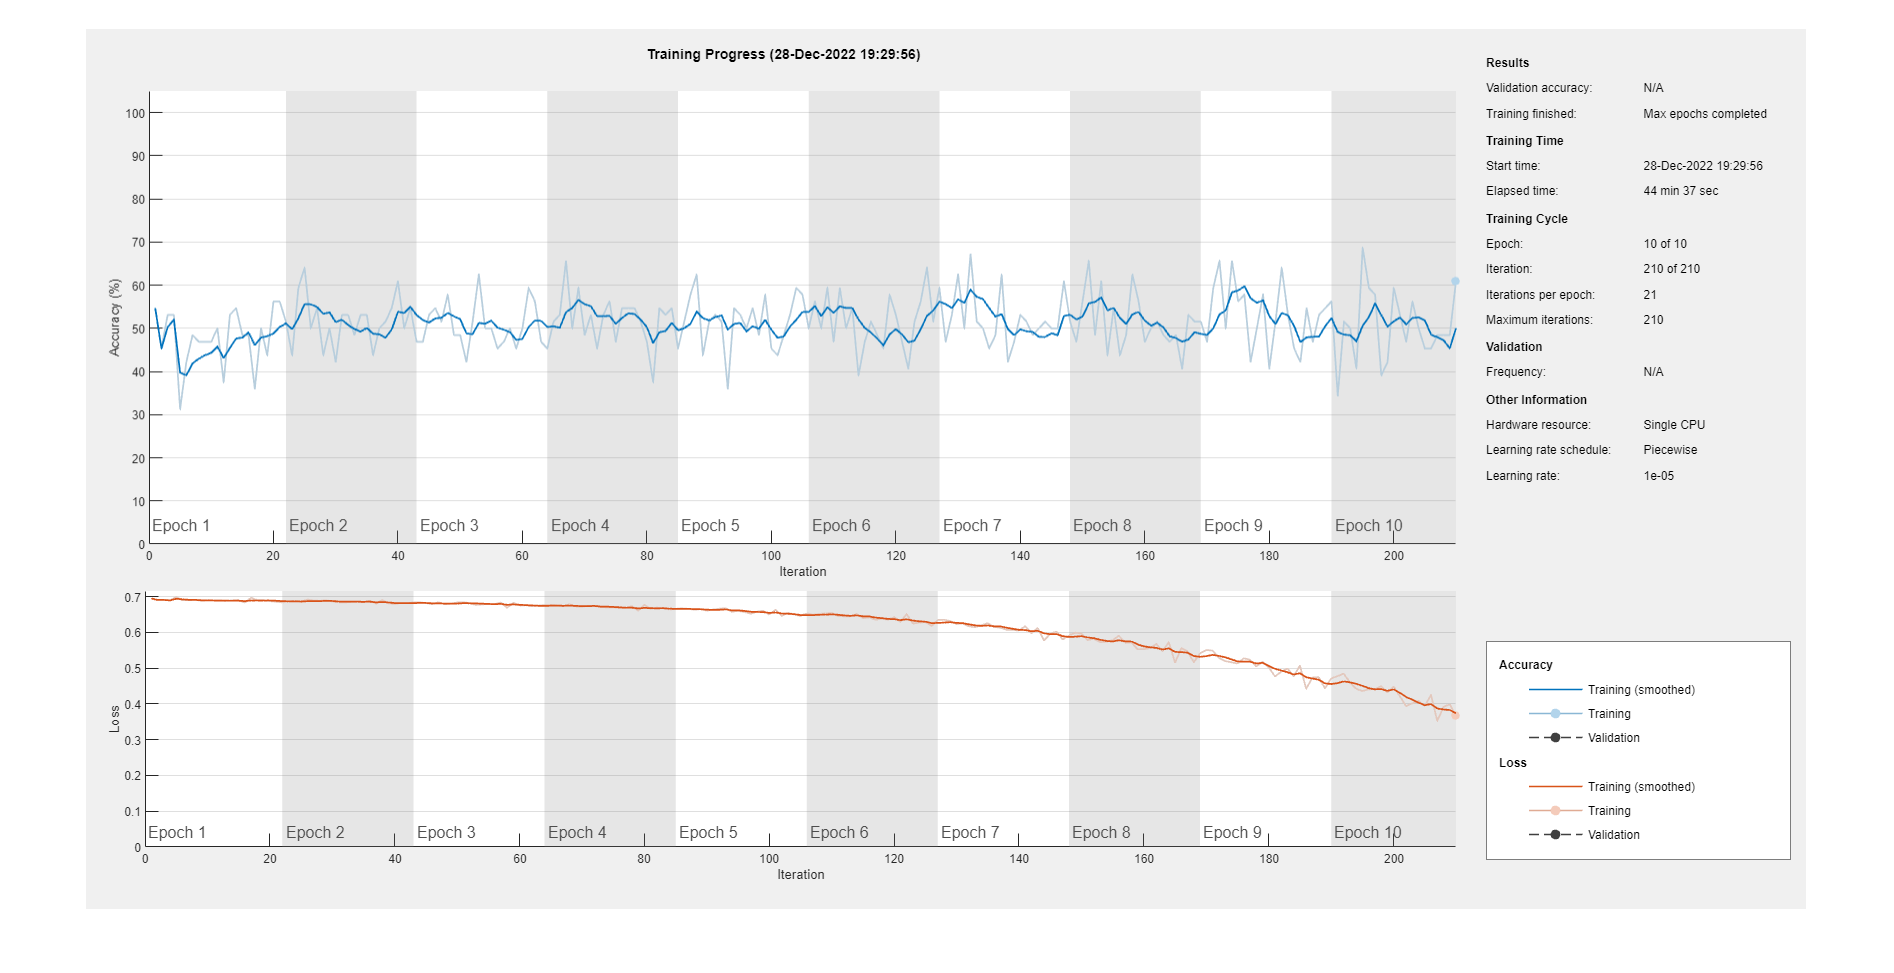 Training Progress (28-Dec-2022 19:29:56)
100
90
80
70
60
50
40
30
20
10
0
Accuracy (%)
Epoch 1 Epoch 2 Epoch 3 Epoch 4 Epoch 5 Epoch 6 Epoch 7 Epoch 8 Epoch 9 Epoch 10
0 20 40 60 80 100 120 140 160 180 200
Iteration
0.7
0.6
0.5
0.4
0.3
0.2
0.1
0
Loss
Epoch 1 Epoch 2 Epoch 3 Epoch 4 Epoch 5 Epoch 6 Epoch 7 Epoch 8 Epoch 9 Epoch 10
0 20 40 60 80 100 120 140 160 180 200
Iteration
Results
Validation accuracy: N/A
Training finished: Max epochs completed
Training Time
Start time: 28-Dec-2022 19:29:56
Elapsed time: 44 min 37 sec
Training Cycle
Epoch: 10 of 10
Iteration: 210 of 210
Iterations per epoch: 21
Maximum iterations: 210
Validation
Frequency: N/A
Other Information
Hardware resource: Single CPU
Learning rate schedule: Piecewise
Learning rate: 1e-05
Accuracy
Training (smoothed)
Training
Validation
Loss
Training (smoothed)
Training
Validation